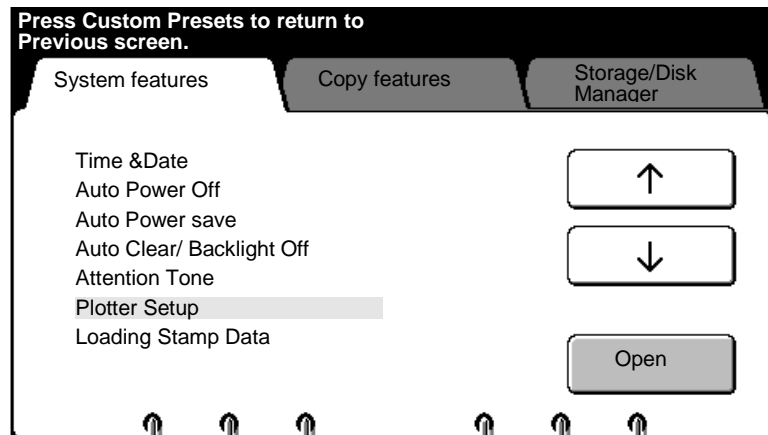 Press Custom Presets to return to
Previous screen.
System features
Copy features
Storage/Disk
Manager
Time &Date
Auto Power Off
Auto Power save
Auto Clear/ Backlight Off
Attention Tone
Plotter Setup
Loading Stamp Data
↑
↓
Open